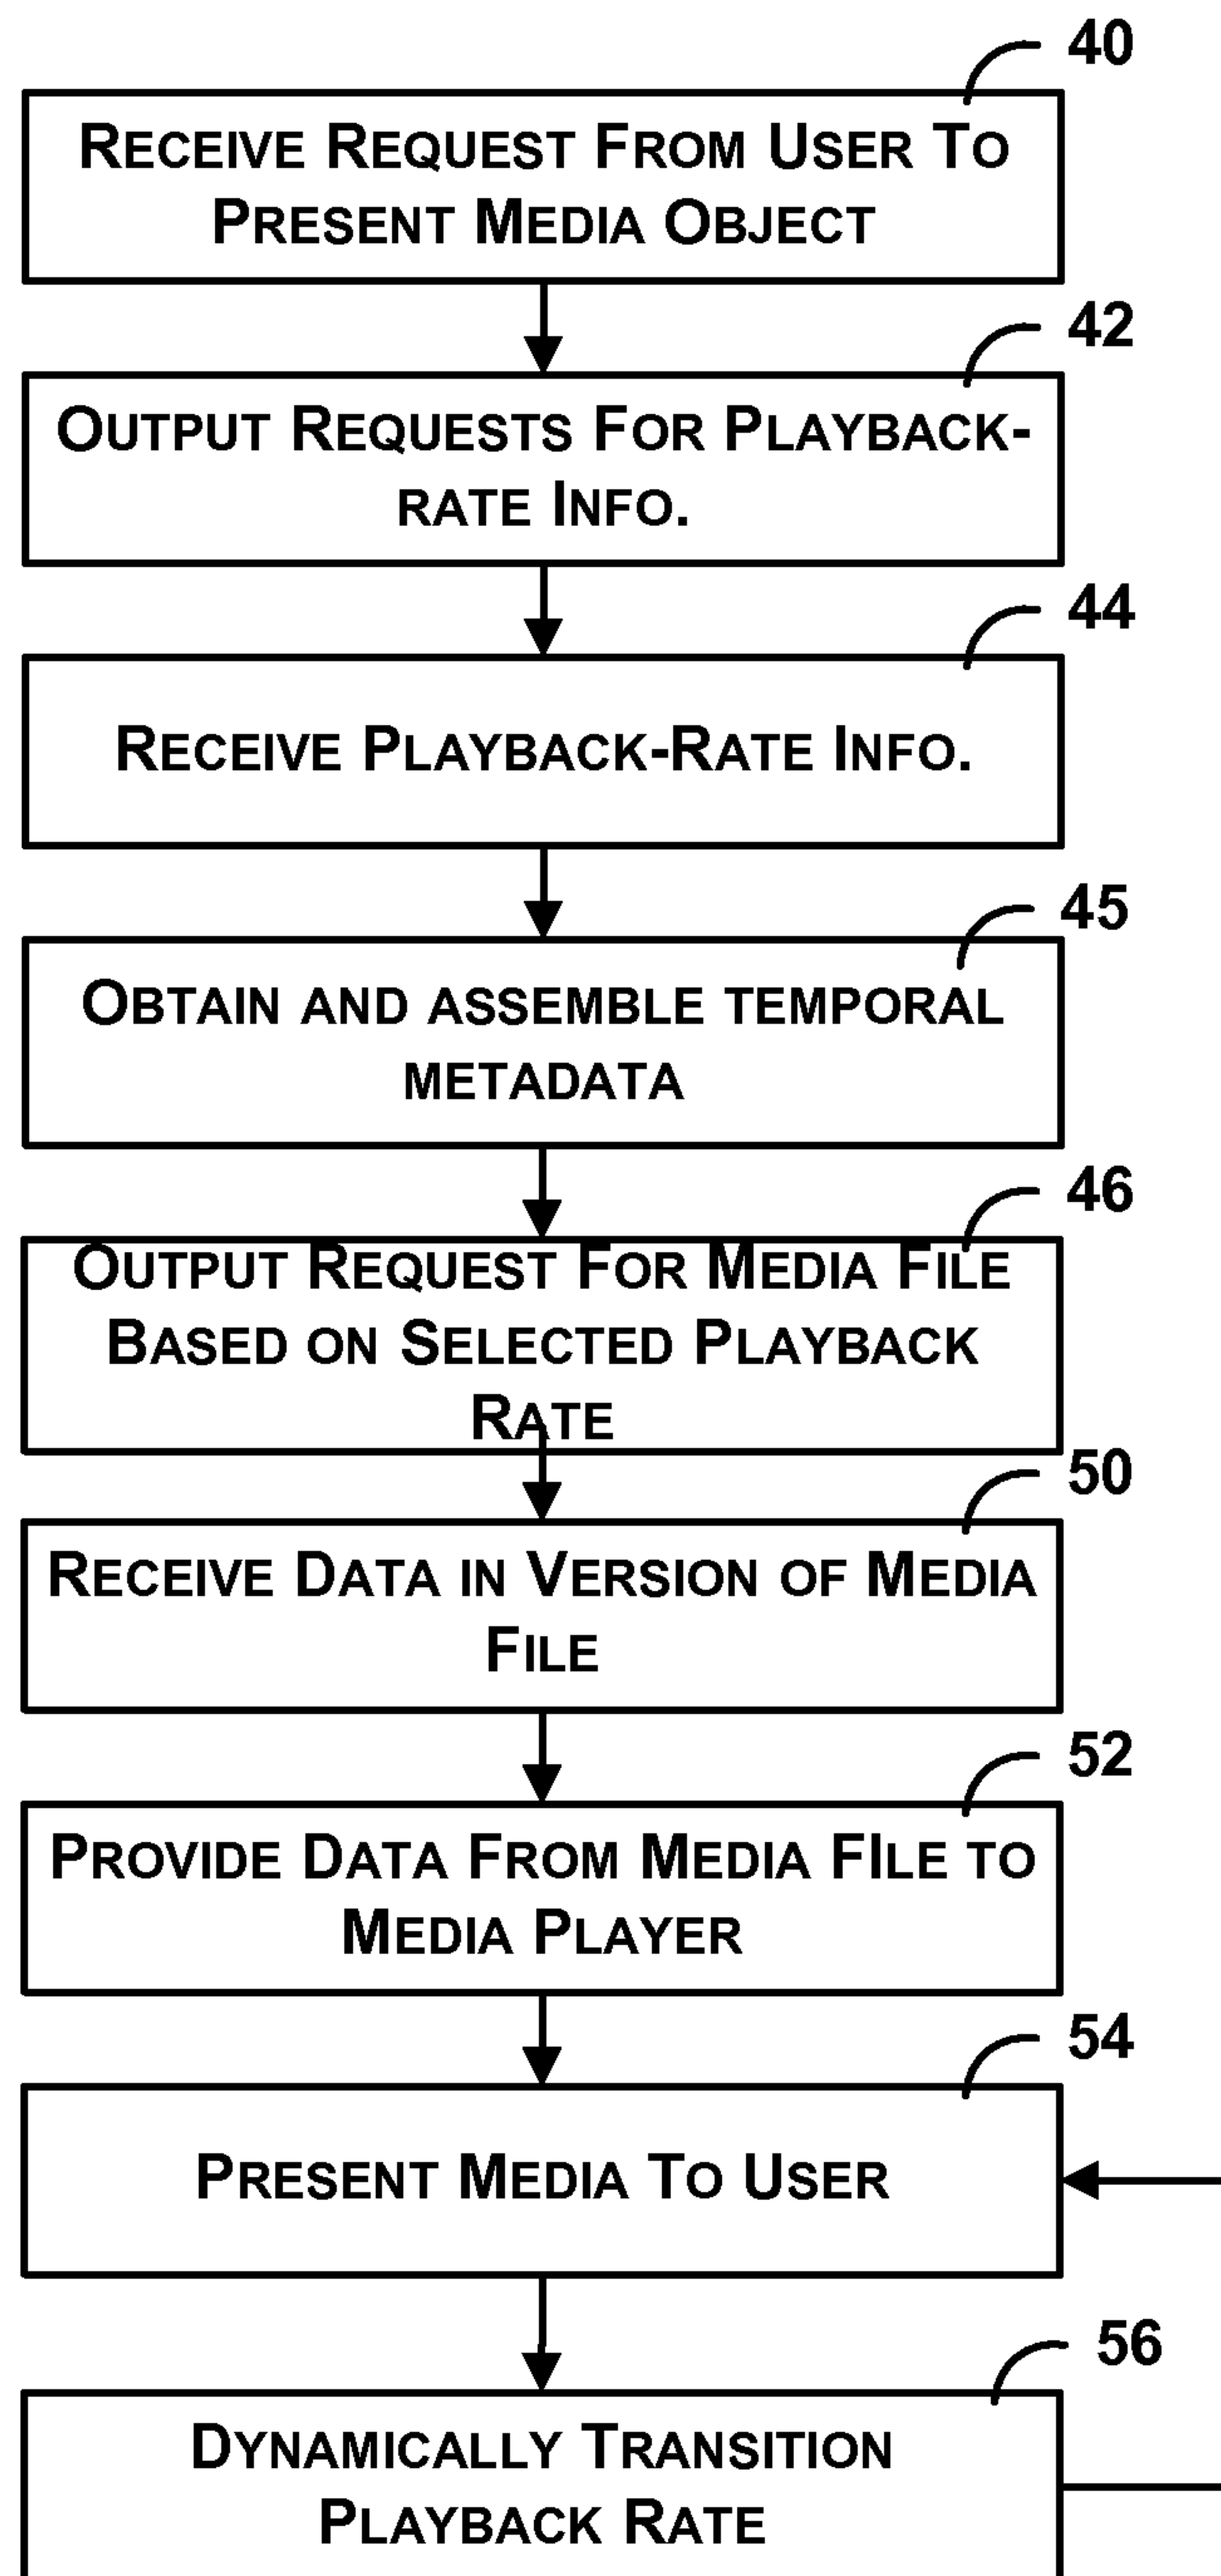 40
RECEIVE REQUEST FROM USER TO
PRESENT MEDIA OBJECT
42
OUTPUT REQUESTS FOR PLAYBACK-
RATE INFO.
44
RECEIVE PLAYBACK-RATE INFO.
45
OBTAIN AND ASSEMBLE TEMPORAL
METADATA
46
OUTPUT REQUEST FOR MEDIA FILE
BASED ON SELECTED PLAYBACK
RATE
50
RECEIVE DATA IN VERSION OF MEDIA
FILE
52
PROVIDE DATA FROM MEDIA FILE TO
MEDIA PLAYER
54
PRESENT MEDIA TO USER
56
DYNAMICALLY TRANSITION
PLAYBACK RATE